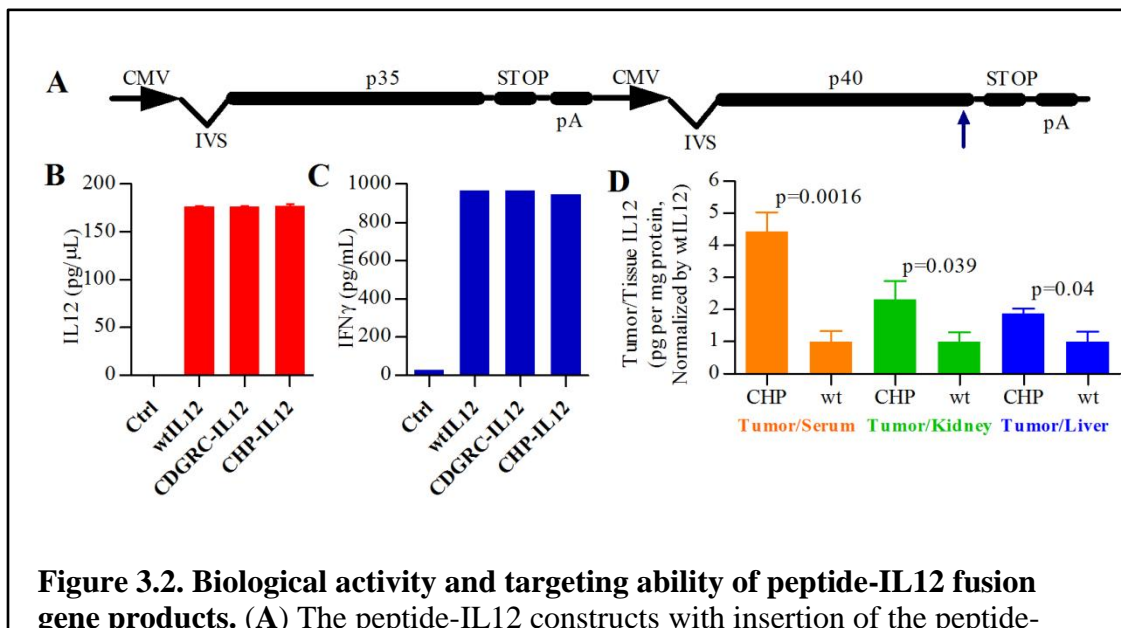 A
CMV p35 STOP CMV p40 STOP
IVS pA IVS pA
B
IL12 (pg/μL)
200
150
100
50
0
Ctrl
wtIL12
CDGRC-IL12
CHP-IL12
C
IFNγ (pg/mL)
1000
800
600
400
200
0
Ctrl
wtIL12
CDGRC-IL12
CHP-IL12
D
Tumor/Tissue IL12
(pg per mg protein,
Normalized by wtIL12)
6
5
4
3
2
1
0
p=0.0016
p=0.039
p=0.04
CHP wt CHP wt CHP wt
Tumor/Serum Tumor/Kidney Tumor/Liver
Figure 3.2. Biological activity and targeting ability of peptide-IL12 fusion
gene products. (A) The peptide-IL12 constructs with insertion of the peptide-